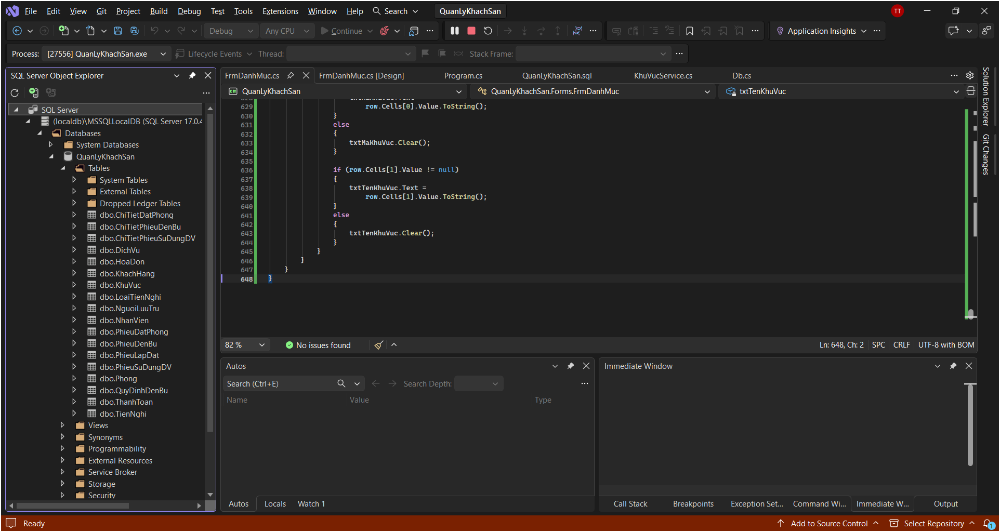 File Edit View Git Project Build Debug Test Tools Extensions Window Help Search QuanLyKhachSan TT
Debug Any CPU Continue Application Insights
Process: [27556] QuanLyKhachSan.exe Lifecycle Events Thread: Stack Frame:
SQL Server Object Explorer
SQL Server
(localdb)\MSSQLLocalDB (SQL Server 17.0.4
Databases
System Databases
QuanLyKhachSan
Tables
System Tables
External Tables
Dropped Ledger Tables
dbo.ChiTietDatPhong
dbo.ChiTietPhieuDenBu
dbo.ChiTietPhieuSuDungDV
dbo.DichVu
dbo.HoaDon
dbo.KhachHang
dbo.KhuVuc
dbo.LoaiTienNghi
dbo.NguoiLuuTru
dbo.NhanVien
dbo.PhieuDatPhong
dbo.PhieuDenBu
dbo.PhieuLapDat
dbo.PhieuSuDungDV
dbo.Phong
dbo.QuyDinhDenBu
dbo.ThanhToan
dbo.TienNghi
Views
Synonyms
Programmability
External Resources
Service Broker
Storage
Security
FrmDanhMuc.cs FrmDanhMuc.cs [Design] Program.cs QuanLyKhachSan.sql KhuVucService.cs Db.cs
QuanLyKhachSan QuanLyKhachSan.Forms.FrmDanhMuc txtTenKhuVuc
629 row.Cells[0].Value.ToString();
630 }
631 else
632 {
633 txtMaKhuVuc.Clear();
634 }
635
636 if (row.Cells[1].Value != null)
637 {
638 txtTenKhuVuc.Text =
639 row.Cells[1].Value.ToString();
640 }
641 else
642 {
643 txtTenKhuVuc.Clear();
644 }
645 }
646 }
647 }
648 }
82 % No issues found Ln: 648, Ch: 2 SPC CRLF UTF-8 with BOM
Autos
Search (Ctrl+E) Search Depth:
Name Value Type
Autos Locals Watch 1
Immediate Window
Call Stack Breakpoints Exception Set... Command Wi... Immediate W... Output
Solution Explorer
Git Changes
Ready Add to Source Control Select Repository 1